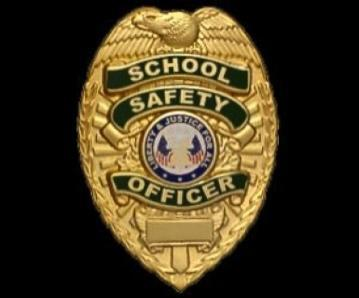 SCHOOL
SAFETY
LIBERTY & JUSTICE FOR ALL
OFFICER